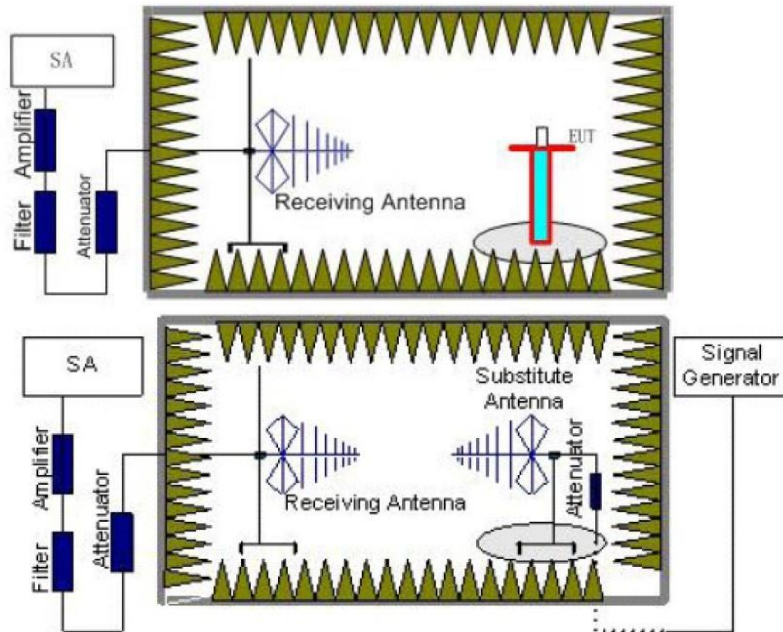 SA
Amplifier
Filter
Attenuator
Receiving Antenna
EUT
SA
Amplifier
Filter
Attenuator
Receiving Antenna
Substitute
Antenna
Attenuator
Signal
Generator